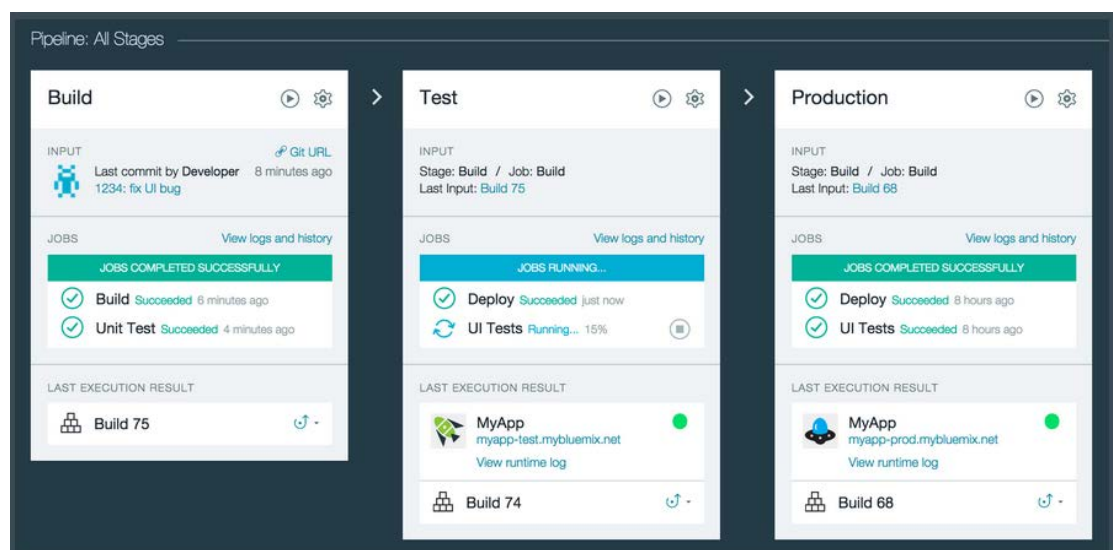 Pipeline: All Stages
Build
INPUT
Git URL
Last commit by Developer 8 minutes ago
1234: fix UI bug
JOBS View logs and history
JOBS COMPLETED SUCCESSFULLY
Build Succeeded 6 minutes ago
Unit Test Succeeded 4 minutes ago
LAST EXECUTION RESULT
Build 75
Test
INPUT
Stage: Build / Job: Build
Last Input: Build 75
JOBS View logs and history
JOBS RUNNING...
Deploy Succeeded just now
UI Tests Running... 15%
LAST EXECUTION RESULT
MyApp
myapp-test.mybluemix.net
View runtime log
Build 74
Production
INPUT
Stage: Build / Job: Build
Last Input: Build 68
JOBS View logs and history
JOBS COMPLETED SUCCESSFULLY
Deploy Succeeded 8 hours ago
UI Tests Succeeded 8 hours ago
LAST EXECUTION RESULT
MyApp
myapp-prod.mybluemix.net
View runtime log
Build 68